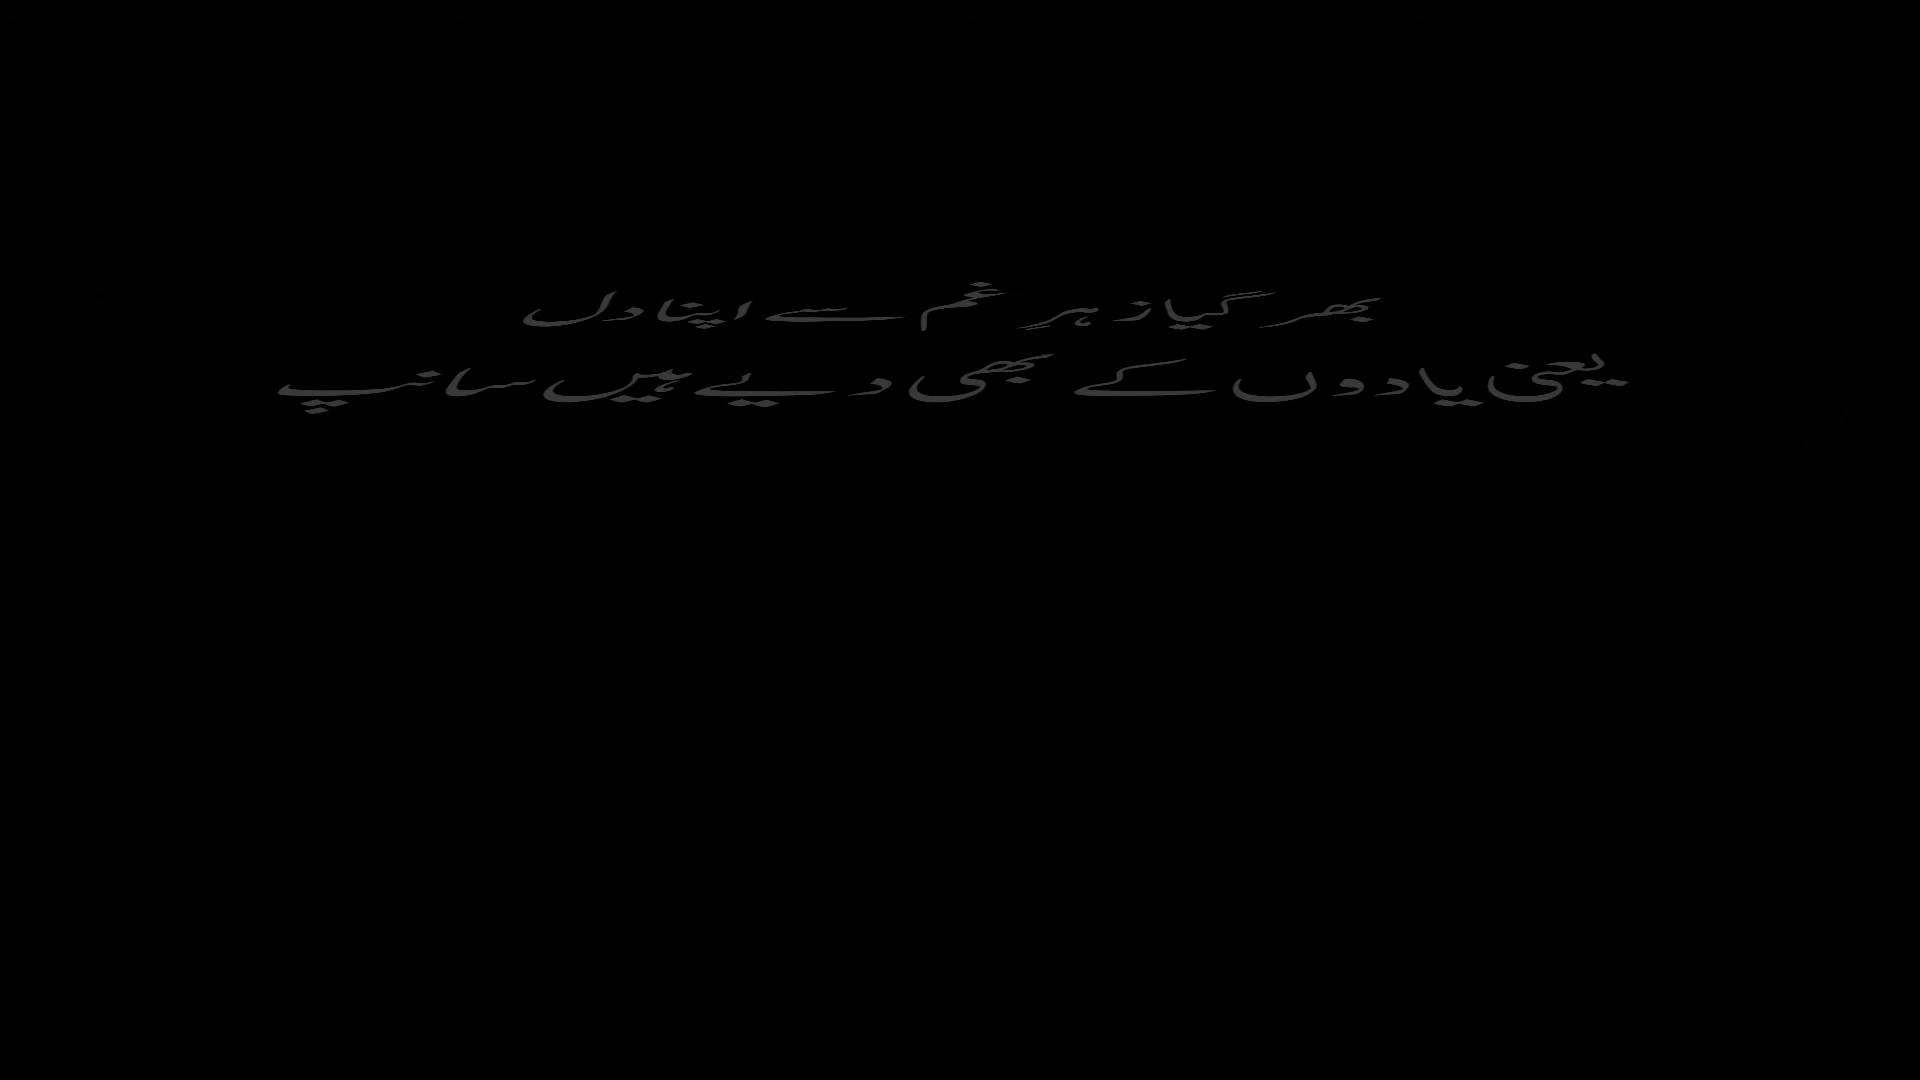 بھر گیا زہرِ غم سے اپنا دل
یعنی یادوں کے بھی دیے ہیں سانپ